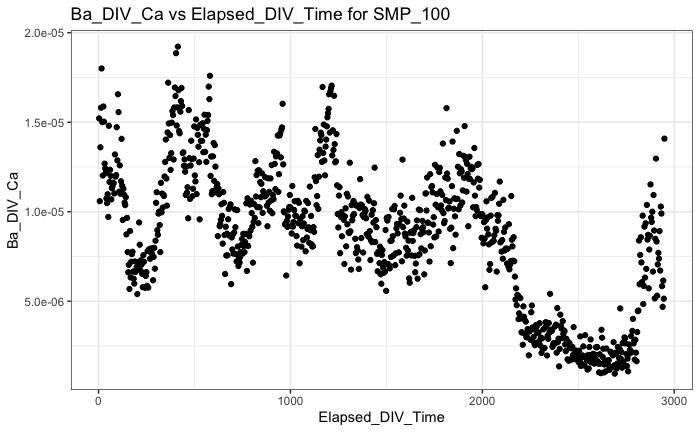 Ba_DIV_Ca vs Elapsed_DIV_Time for SMP_100
2.0e-05
1.5e-05
1.0e-05
5.0e-06
Ba_DIV_Ca
0 1000 2000 3000
Elapsed_DIV_Time